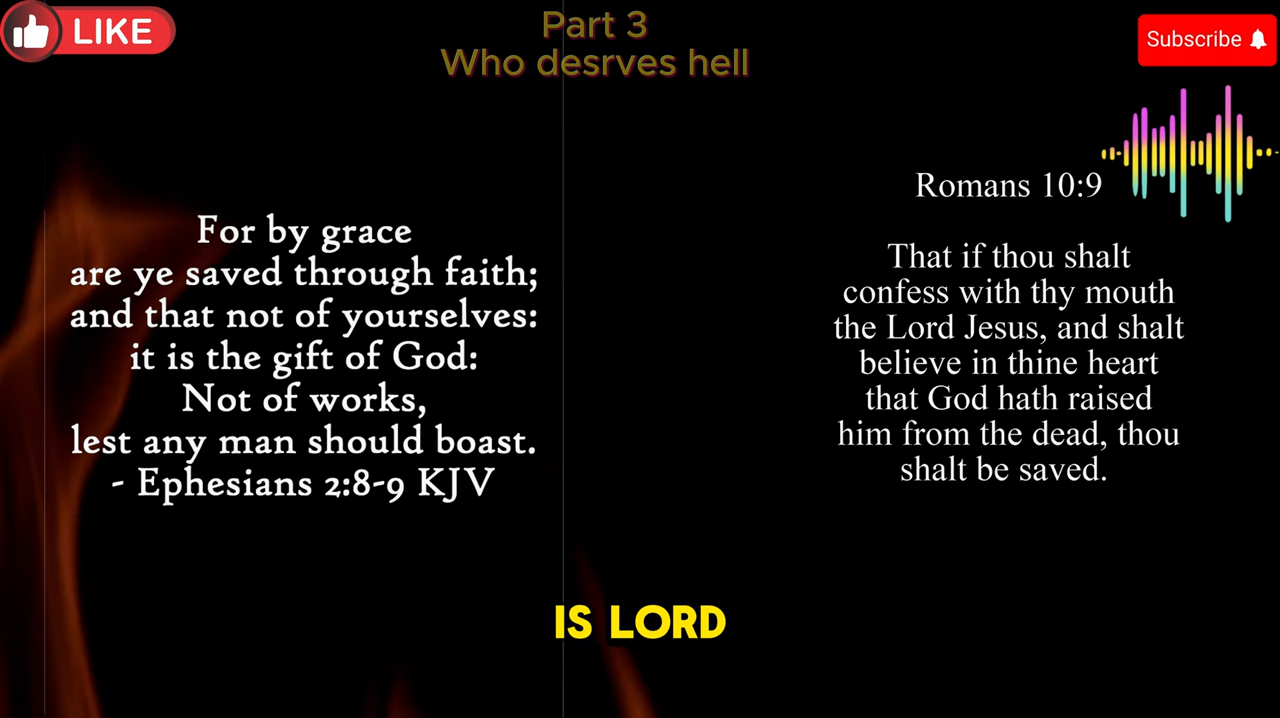 LIKE
Part 3
Who desrves hell
Subscribe
For by grace
are ye saved through faith;
and that not of yourselves:
it is the gift of God:
Not of works,
lest any man should boast.
- Ephesians 2:8-9 KJV
Romans 10:9
That if thou shalt
confess with thy mouth
the Lord Jesus, and shalt
believe in thine heart
that God hath raised
him from the dead, thou
shalt be saved.
IS LORD